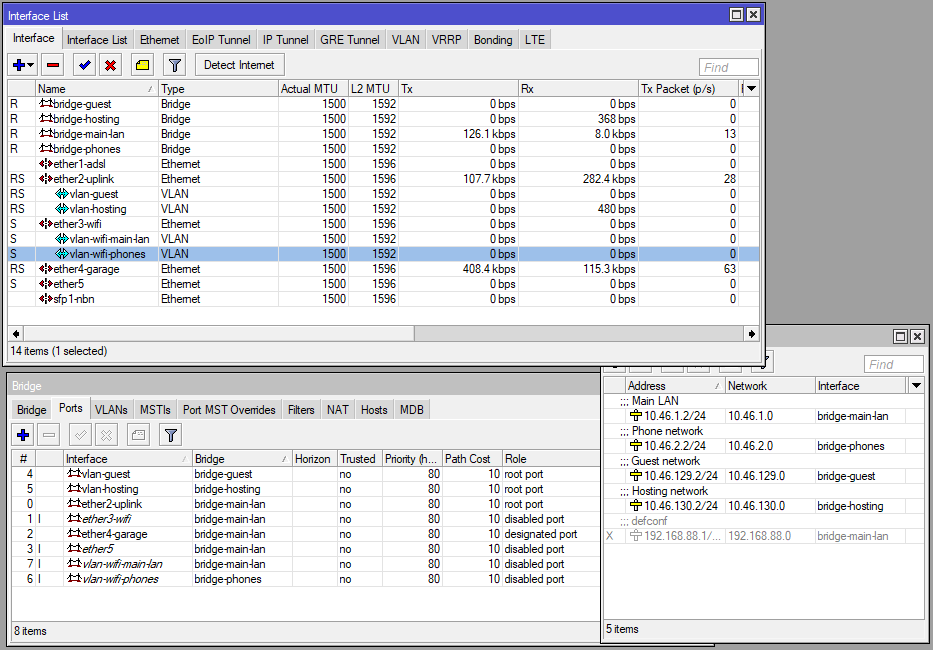 Interface List
Interface Interface List Ethernet EoIP Tunnel IP Tunnel GRE Tunnel VLAN VRRP Bonding LTE
Detect Internet Find
Name Type Actual MTU L2 MTU Tx Rx Tx Packet (p/s)
R bridge-guest Bridge 1500 1592 0 bps 0 bps 0
R bridge-hosting Bridge 1500 1592 0 bps 368 bps 0
R bridge-main-lan Bridge 1500 1592 126.1 kbps 8.0 kbps 13
R bridge-phones Bridge 1500 1592 0 bps 0 bps 0
ether1-adsl Ethernet 1500 1596 0 bps 0 bps 0
RS ether2-uplink Ethernet 1500 1596 107.7 kbps 282.4 kbps 28
RS vlan-guest VLAN 1500 1592 0 bps 0 bps 0
RS vlan-hosting VLAN 1500 1592 0 bps 480 bps 0
S ether3-wifi Ethernet 1500 1596 0 bps 0 bps 0
S vlan-wifi-main-lan VLAN 1500 1592 0 bps 0 bps 0
S vlan-wifi-phones VLAN 1500 1592 0 bps 0 bps 0
RS ether4-garage Ethernet 1500 1596 408.4 kbps 115.3 kbps 63
S ether5 Ethernet 1500 1596 0 bps 0 bps 0
sfp1-nbn Ethernet 1500 1596 0 bps 0 bps 0
14 items (1 selected)
Bridge
Bridge Ports VLANs MSTIs Port MST Overrides Filters NAT Hosts MDB
# Interface Bridge Horizon Trusted Priority (h... Path Cost Role
4 vlan-guest bridge-guest no 80 10 root port
5 vlan-hosting bridge-hosting no 80 10 root port
0 ether2-uplink bridge-main-lan no 80 10 root port
1 I ether3-wifi bridge-main-lan no 80 10 disabled port
2 ether4-garage bridge-main-lan no 80 10 designated port
3 I ether5 bridge-main-lan no 80 10 disabled port
7 I vlan-wifi-main-lan bridge-main-lan no 80 10 disabled port
6 I vlan-wifi-phones bridge-phones no 80 10 disabled port
8 items
Find
Address Network Interface
;;; Main LAN
10.46.1.2/24 10.46.1.0 bridge-main-lan
;;; Phone network
10.46.2.2/24 10.46.2.0 bridge-phones
;;; Guest network
10.46.129.2/24 10.46.129.0 bridge-guest
;;; Hosting network
10.46.130.2/24 10.46.130.0 bridge-hosting
;;; defconf
X 192.168.88.1/... 192.168.88.0 bridge-main-lan
5 items